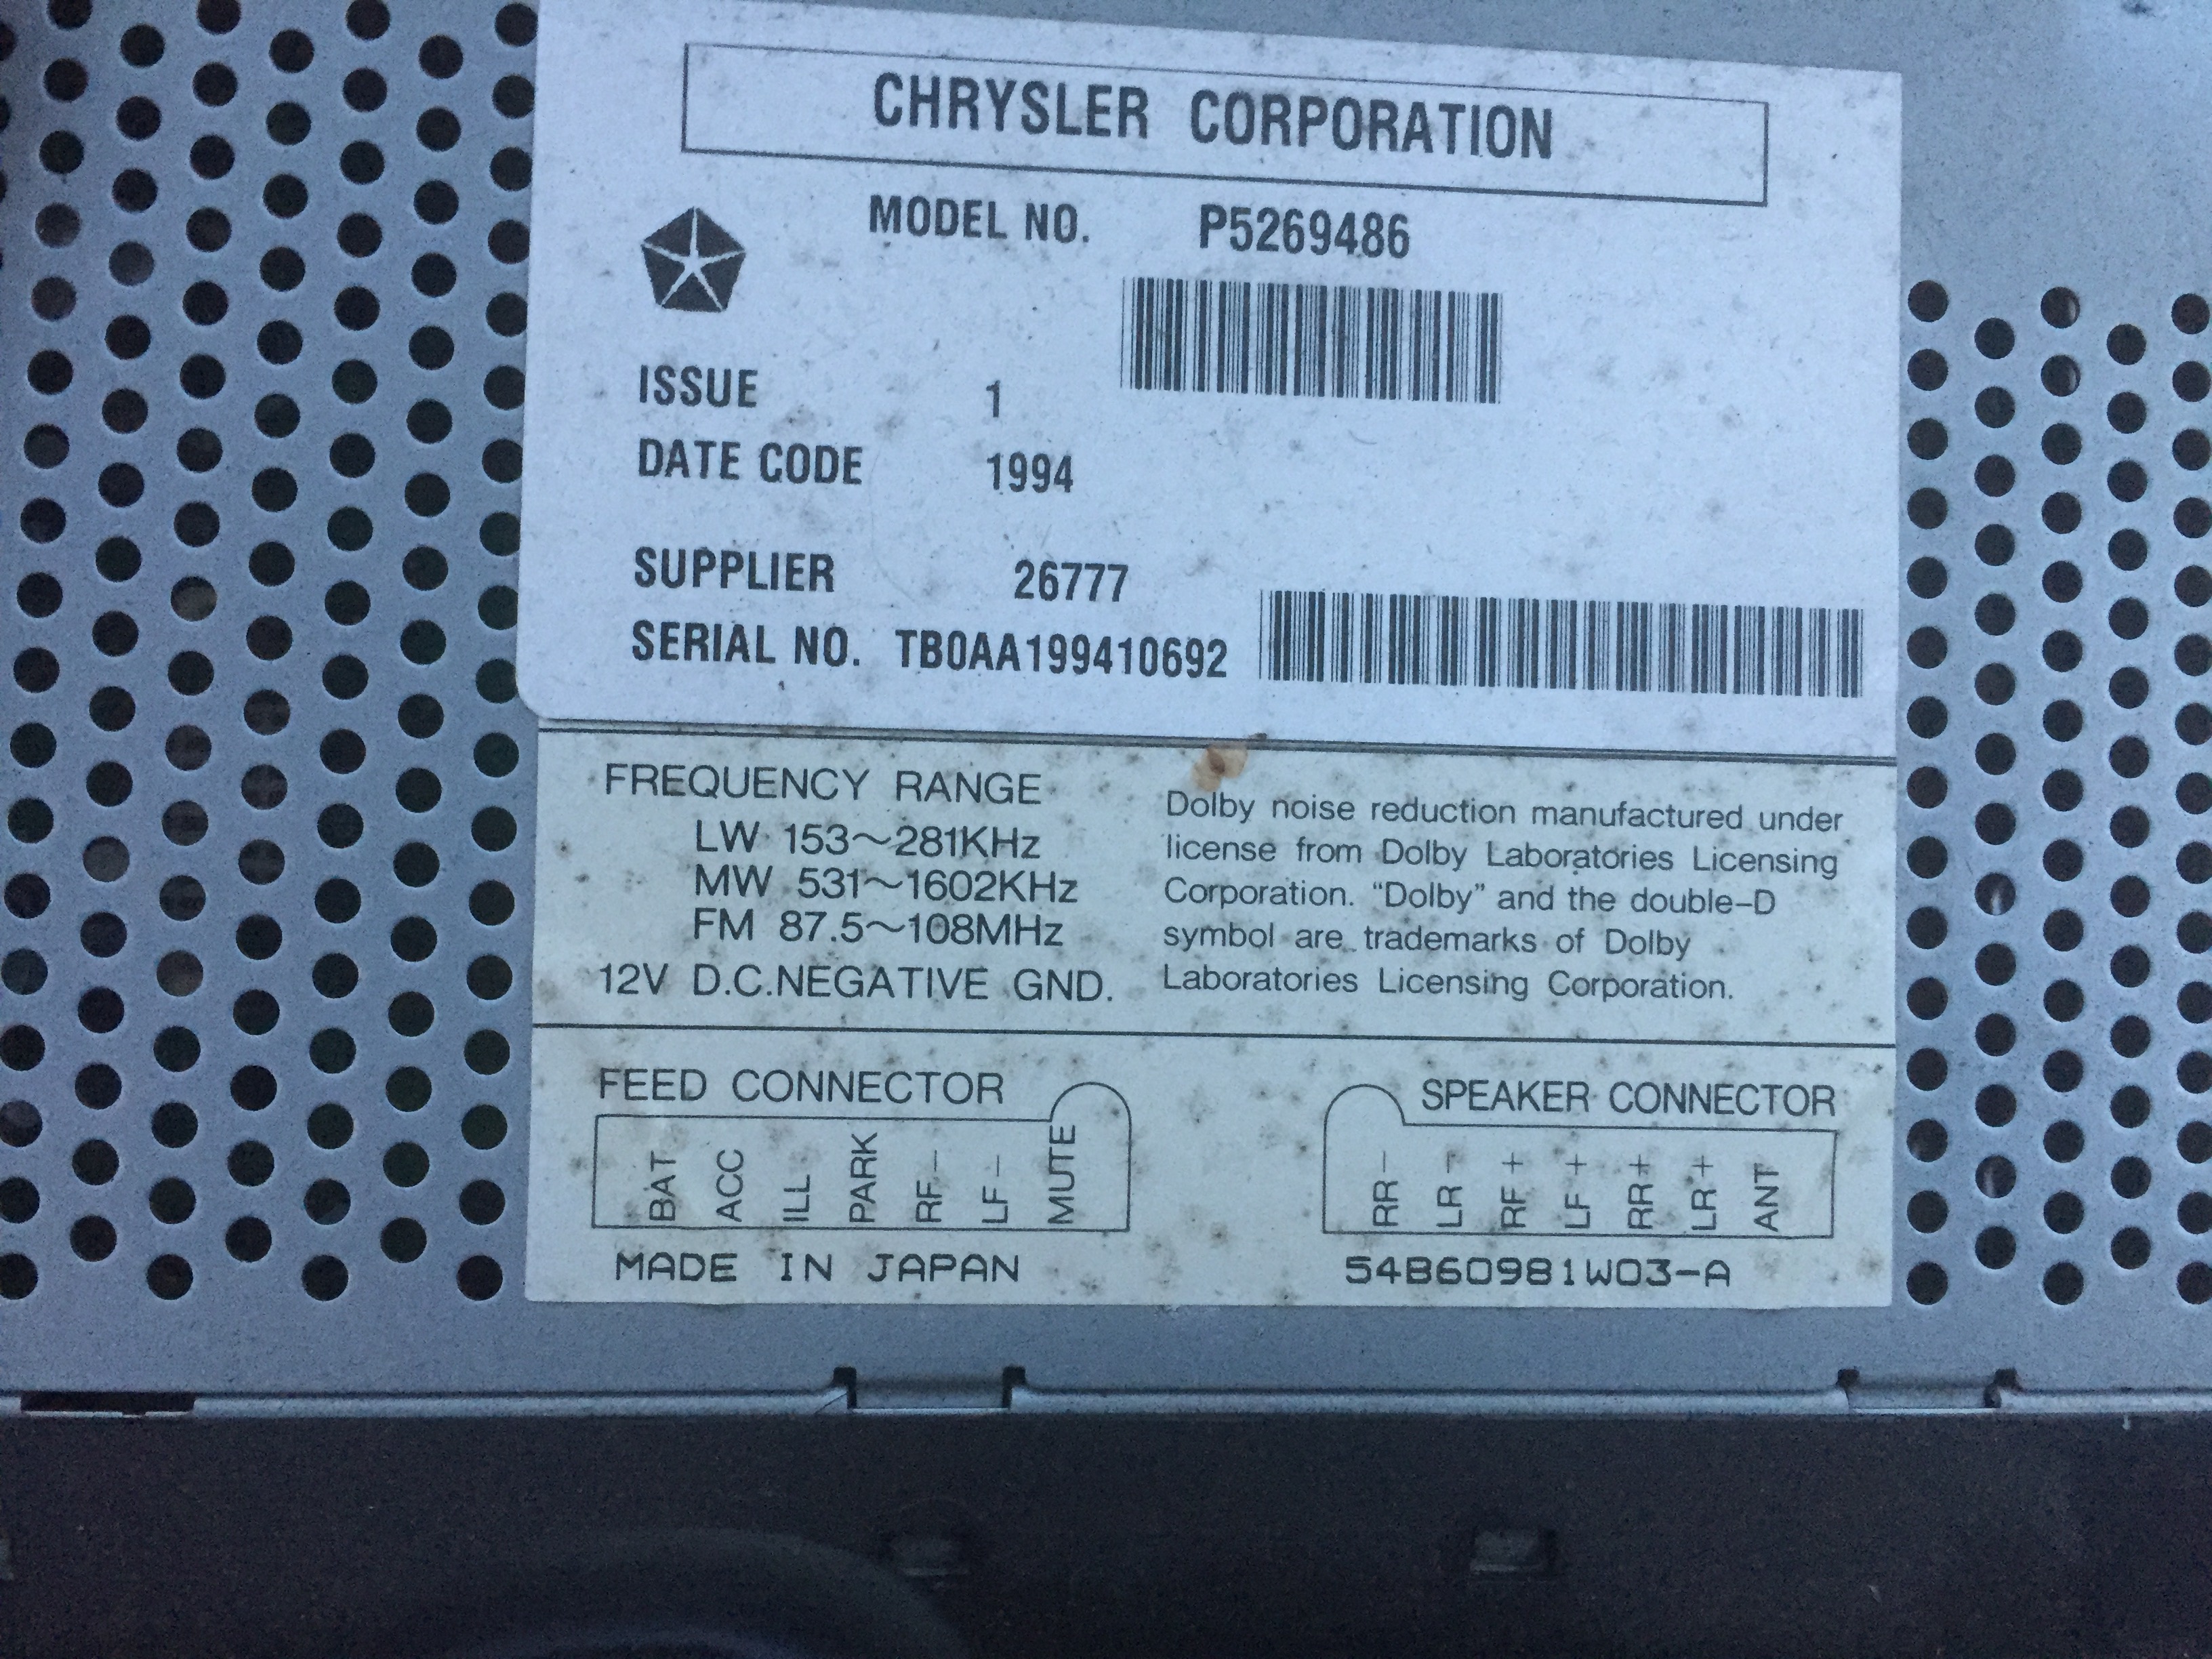 CHRYSLER CORPORATION
MODEL NO. P5269486
ISSUE 1
DATE CODE 1994
SUPPLIER 26777
SERIAL NO. TB0AA199410692
FREQUENCY RANGE
LW 153~281KHz
MW 531~1602KHz
FM 87.5~108MHz
12V D.C.NEGATIVE GND.
Dolby noise reduction manufactured under
license from Dolby Laboratories Licensing
Corporation. “Dolby” and the double-D
symbol are trademarks of Dolby
Laboratories Licensing Corporation.
FEED CONNECTOR
BAT ACC ILL PARK RF- LF- MUTE
SPEAKER CONNECTOR
RR- LR- RF+ LF+ RR+ LR+ ANT
MADE IN JAPAN
54B60981W03-A